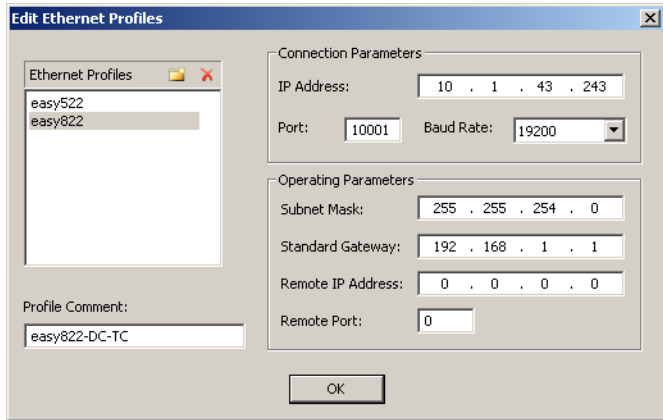 Edit Ethernet Profiles
Ethernet Profiles
easy522
easy822
Profile Comment:
easy822-DC-TC
Connection Parameters
IP Address: 10 . 1 . 43 . 243
Port: 10001 Baud Rate: 19200
Operating Parameters
Subnet Mask: 255 . 255 . 254 . 0
Standard Gateway: 192 . 168 . 1 . 1
Remote IP Address: 0 . 0 . 0 . 0
Remote Port: 0
OK